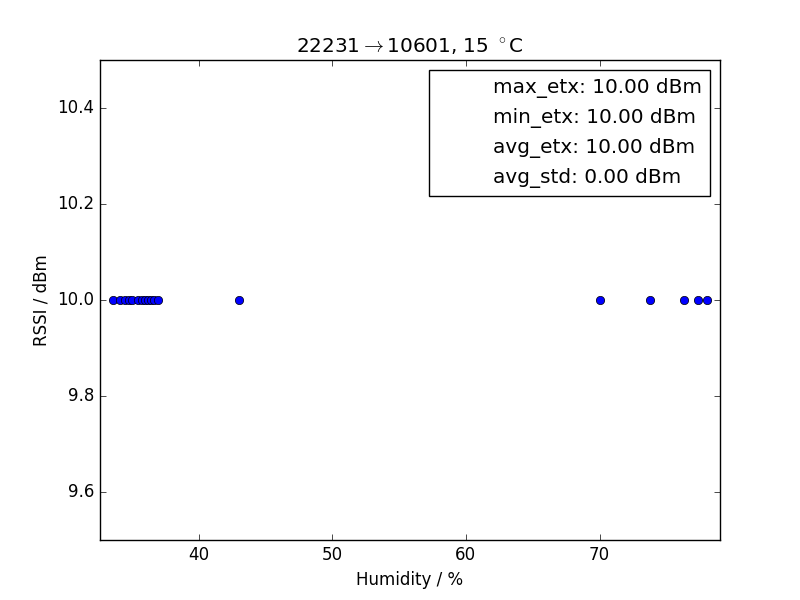 22231→10601, 15 °C
max_etx: 10.00 dBm
min_etx: 10.00 dBm
avg_etx: 10.00 dBm
avg_std: 0.00 dBm
RSSI / dBm
10.4
10.2
10.0
9.8
9.6
40 50 60 70
Humidity / %